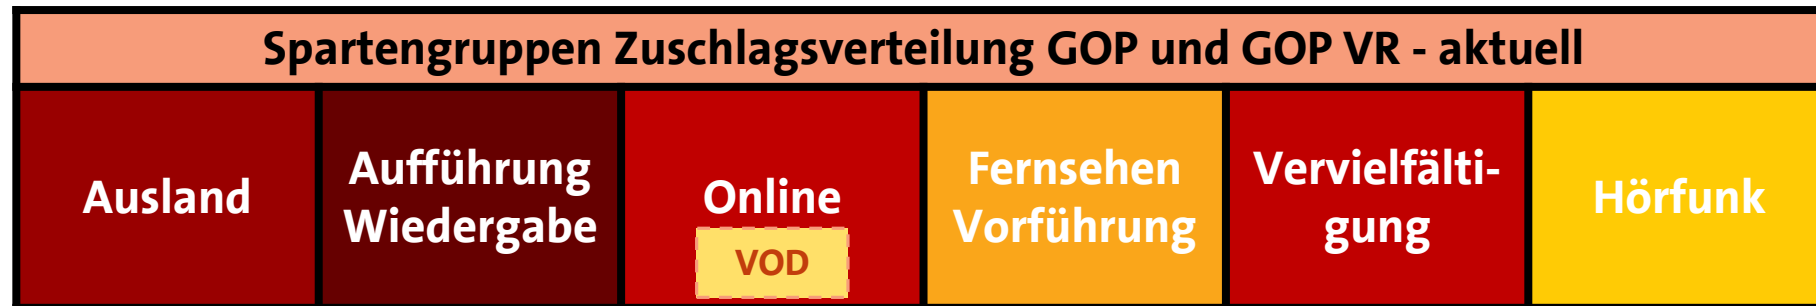 Spartengruppen Zuschlagsverteilung GOP und GOP VR - aktuell
Ausland
Aufführung
Wiedergabe
Online
VOD
Fernsehen
Vorführung
Vervielfälti-
gung
Hörfunk